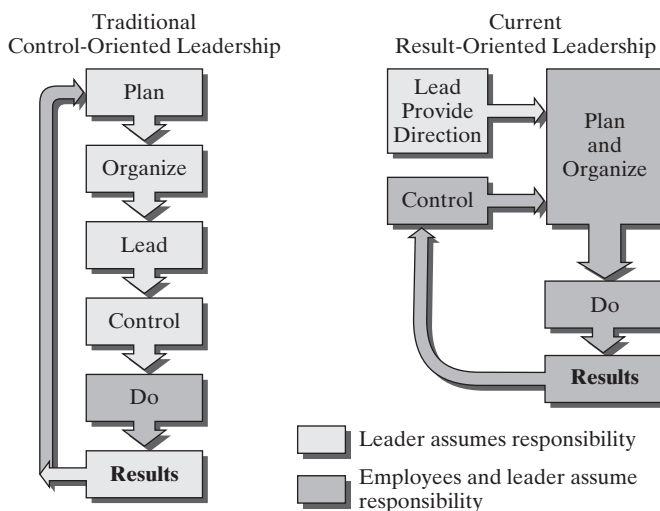 Traditional
Control-Oriented Leadership
Plan
Organize
Lead
Control
Do
Results
Current
Result-Oriented Leadership
Lead
Provide
Direction
Plan
and
Organize
Control
Do
Results
Leader assumes responsibility
Employees and leader assume
responsibility